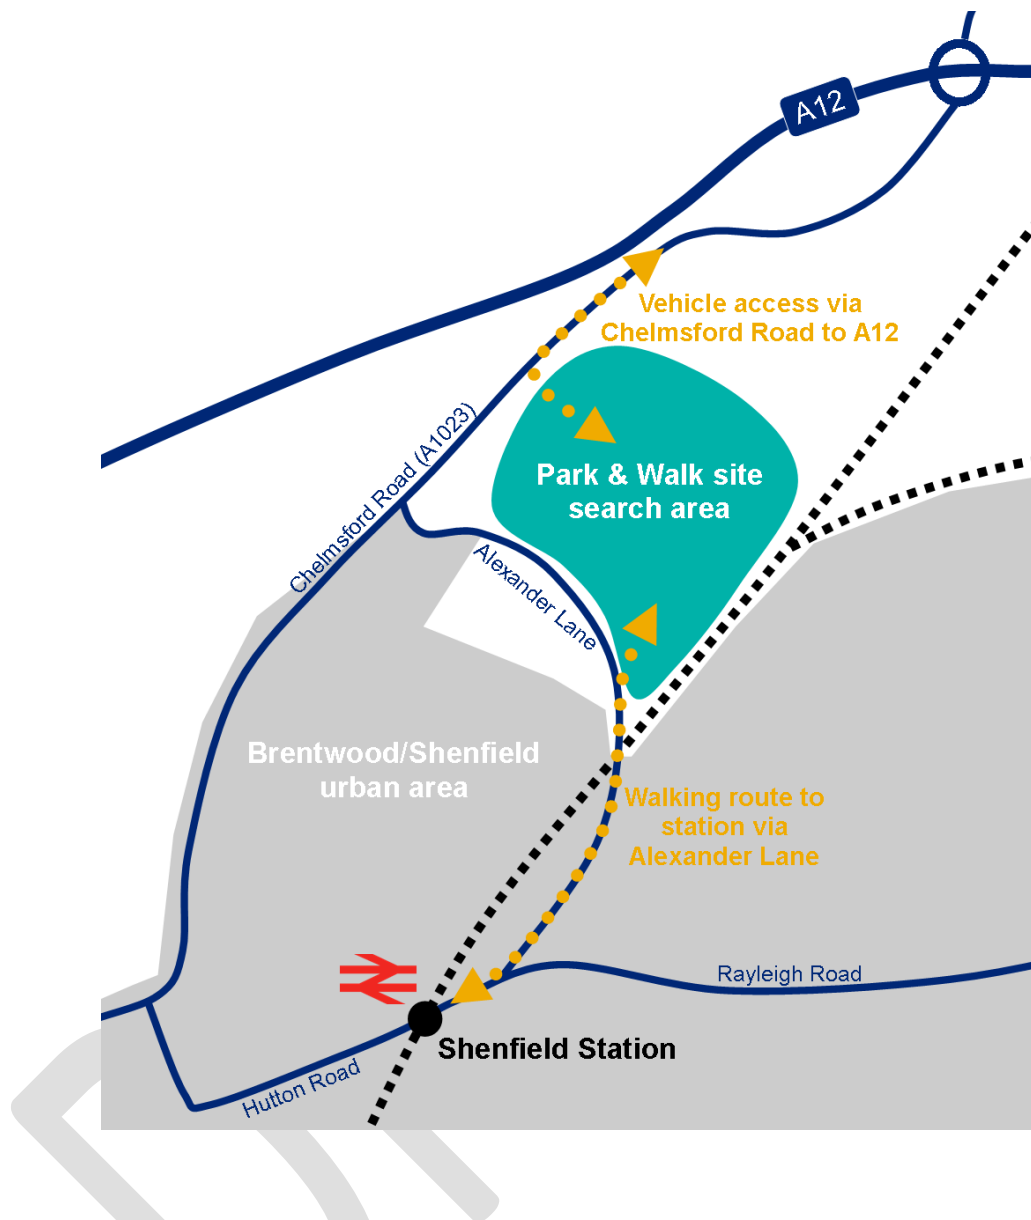 A12
Vehicle access via
Chelmsford Road to A12
Chelmsford Road (A1023)
Park & Walk site
search area
Alexander Lane
Brentwood/Shenfield
urban area
Walking route to
station via
Alexander Lane
Rayleigh Road
Shenfield Station
Hutton Road